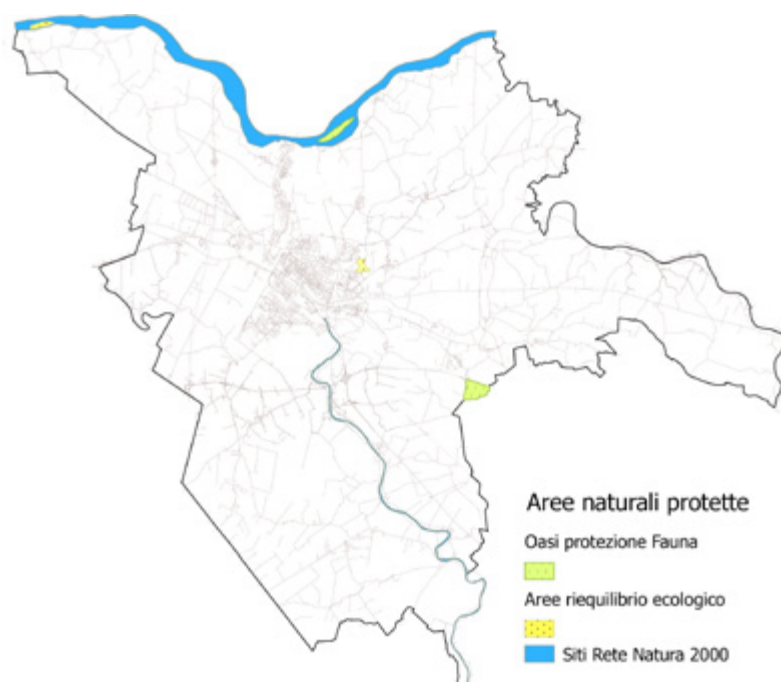 Aree naturali protette
Oasi protezione Fauna
Aree riequilibrio ecologico
Siti Rete Natura 2000